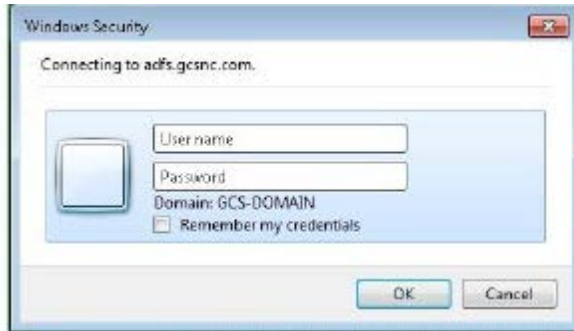 Windows Security
Connecting to adfs.gcsnc.com.
User name
Password
Domain: GCS-DOMAIN
Remember my credentials
OK
Cancel